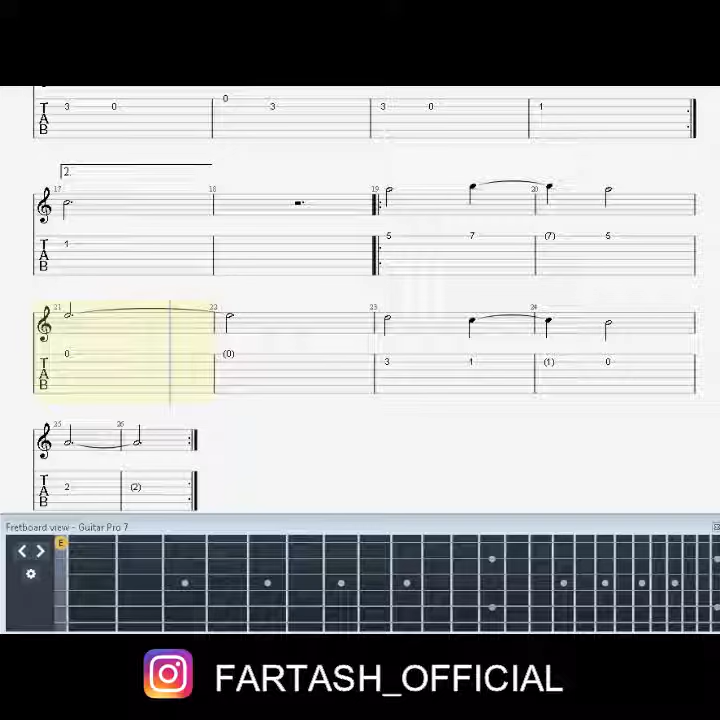 0
3 0 3 3 0 1
T
A
B
2.
17 18 19 20
5 7 (7) 5
T 1
A
B
21 22 23 24
0 (0)
T 3 1 (1) 0
A
B
25 26
T
A 2 (2)
B
Fretboard view - Guitar Pro 7
E
FARTASH_OFFICIAL